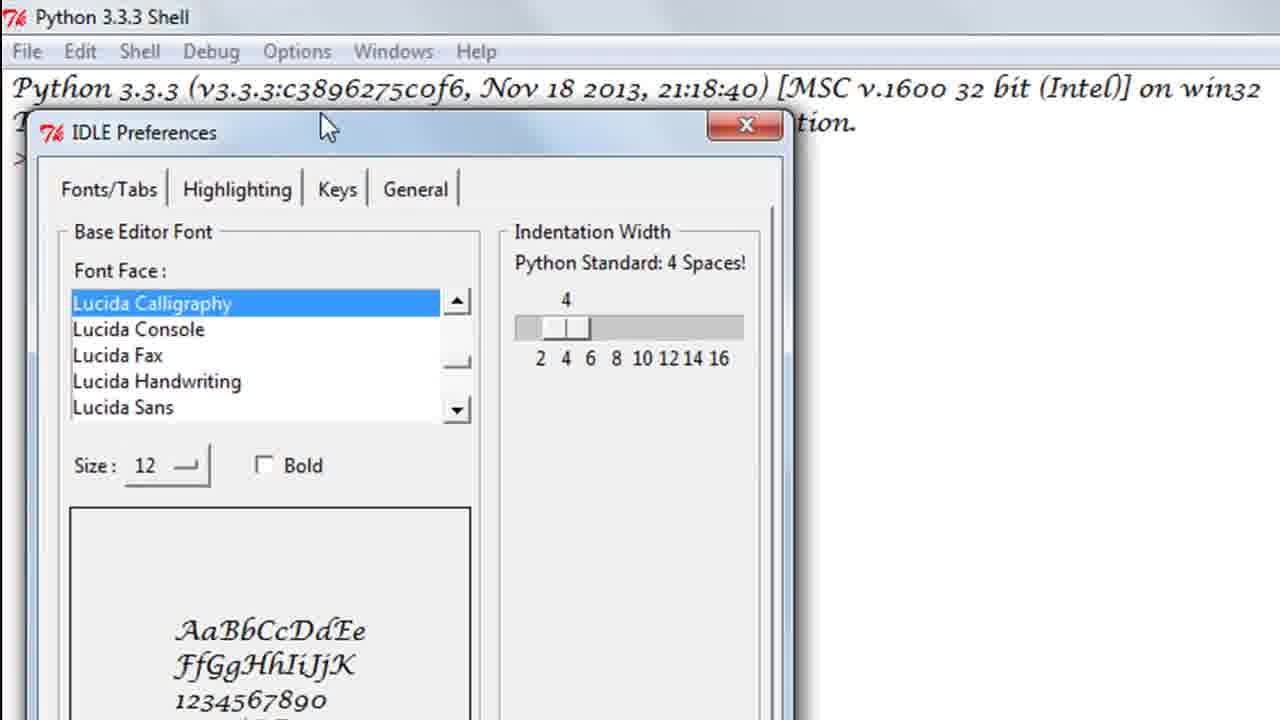 Python 3.3.3 Shell
File Edit Shell Debug Options Windows Help
Python 3.3.3 (v3.3.3:c3896275c0f6, Nov 18 2013, 21:18:40) [MSC v.1600 32 bit (Intel)] on win32
tion.
IDLE Preferences
Fonts/Tabs Highlighting Keys General
Base Editor Font
Font Face :
Lucida Calligraphy
Lucida Console
Lucida Fax
Lucida Handwriting
Lucida Sans
Size : 12 Bold
AaBbCcDdEe
FfGgHhIiJjK
1234567890
Indentation Width
Python Standard: 4 Spaces!
4
2 4 6 8 10 12 14 16